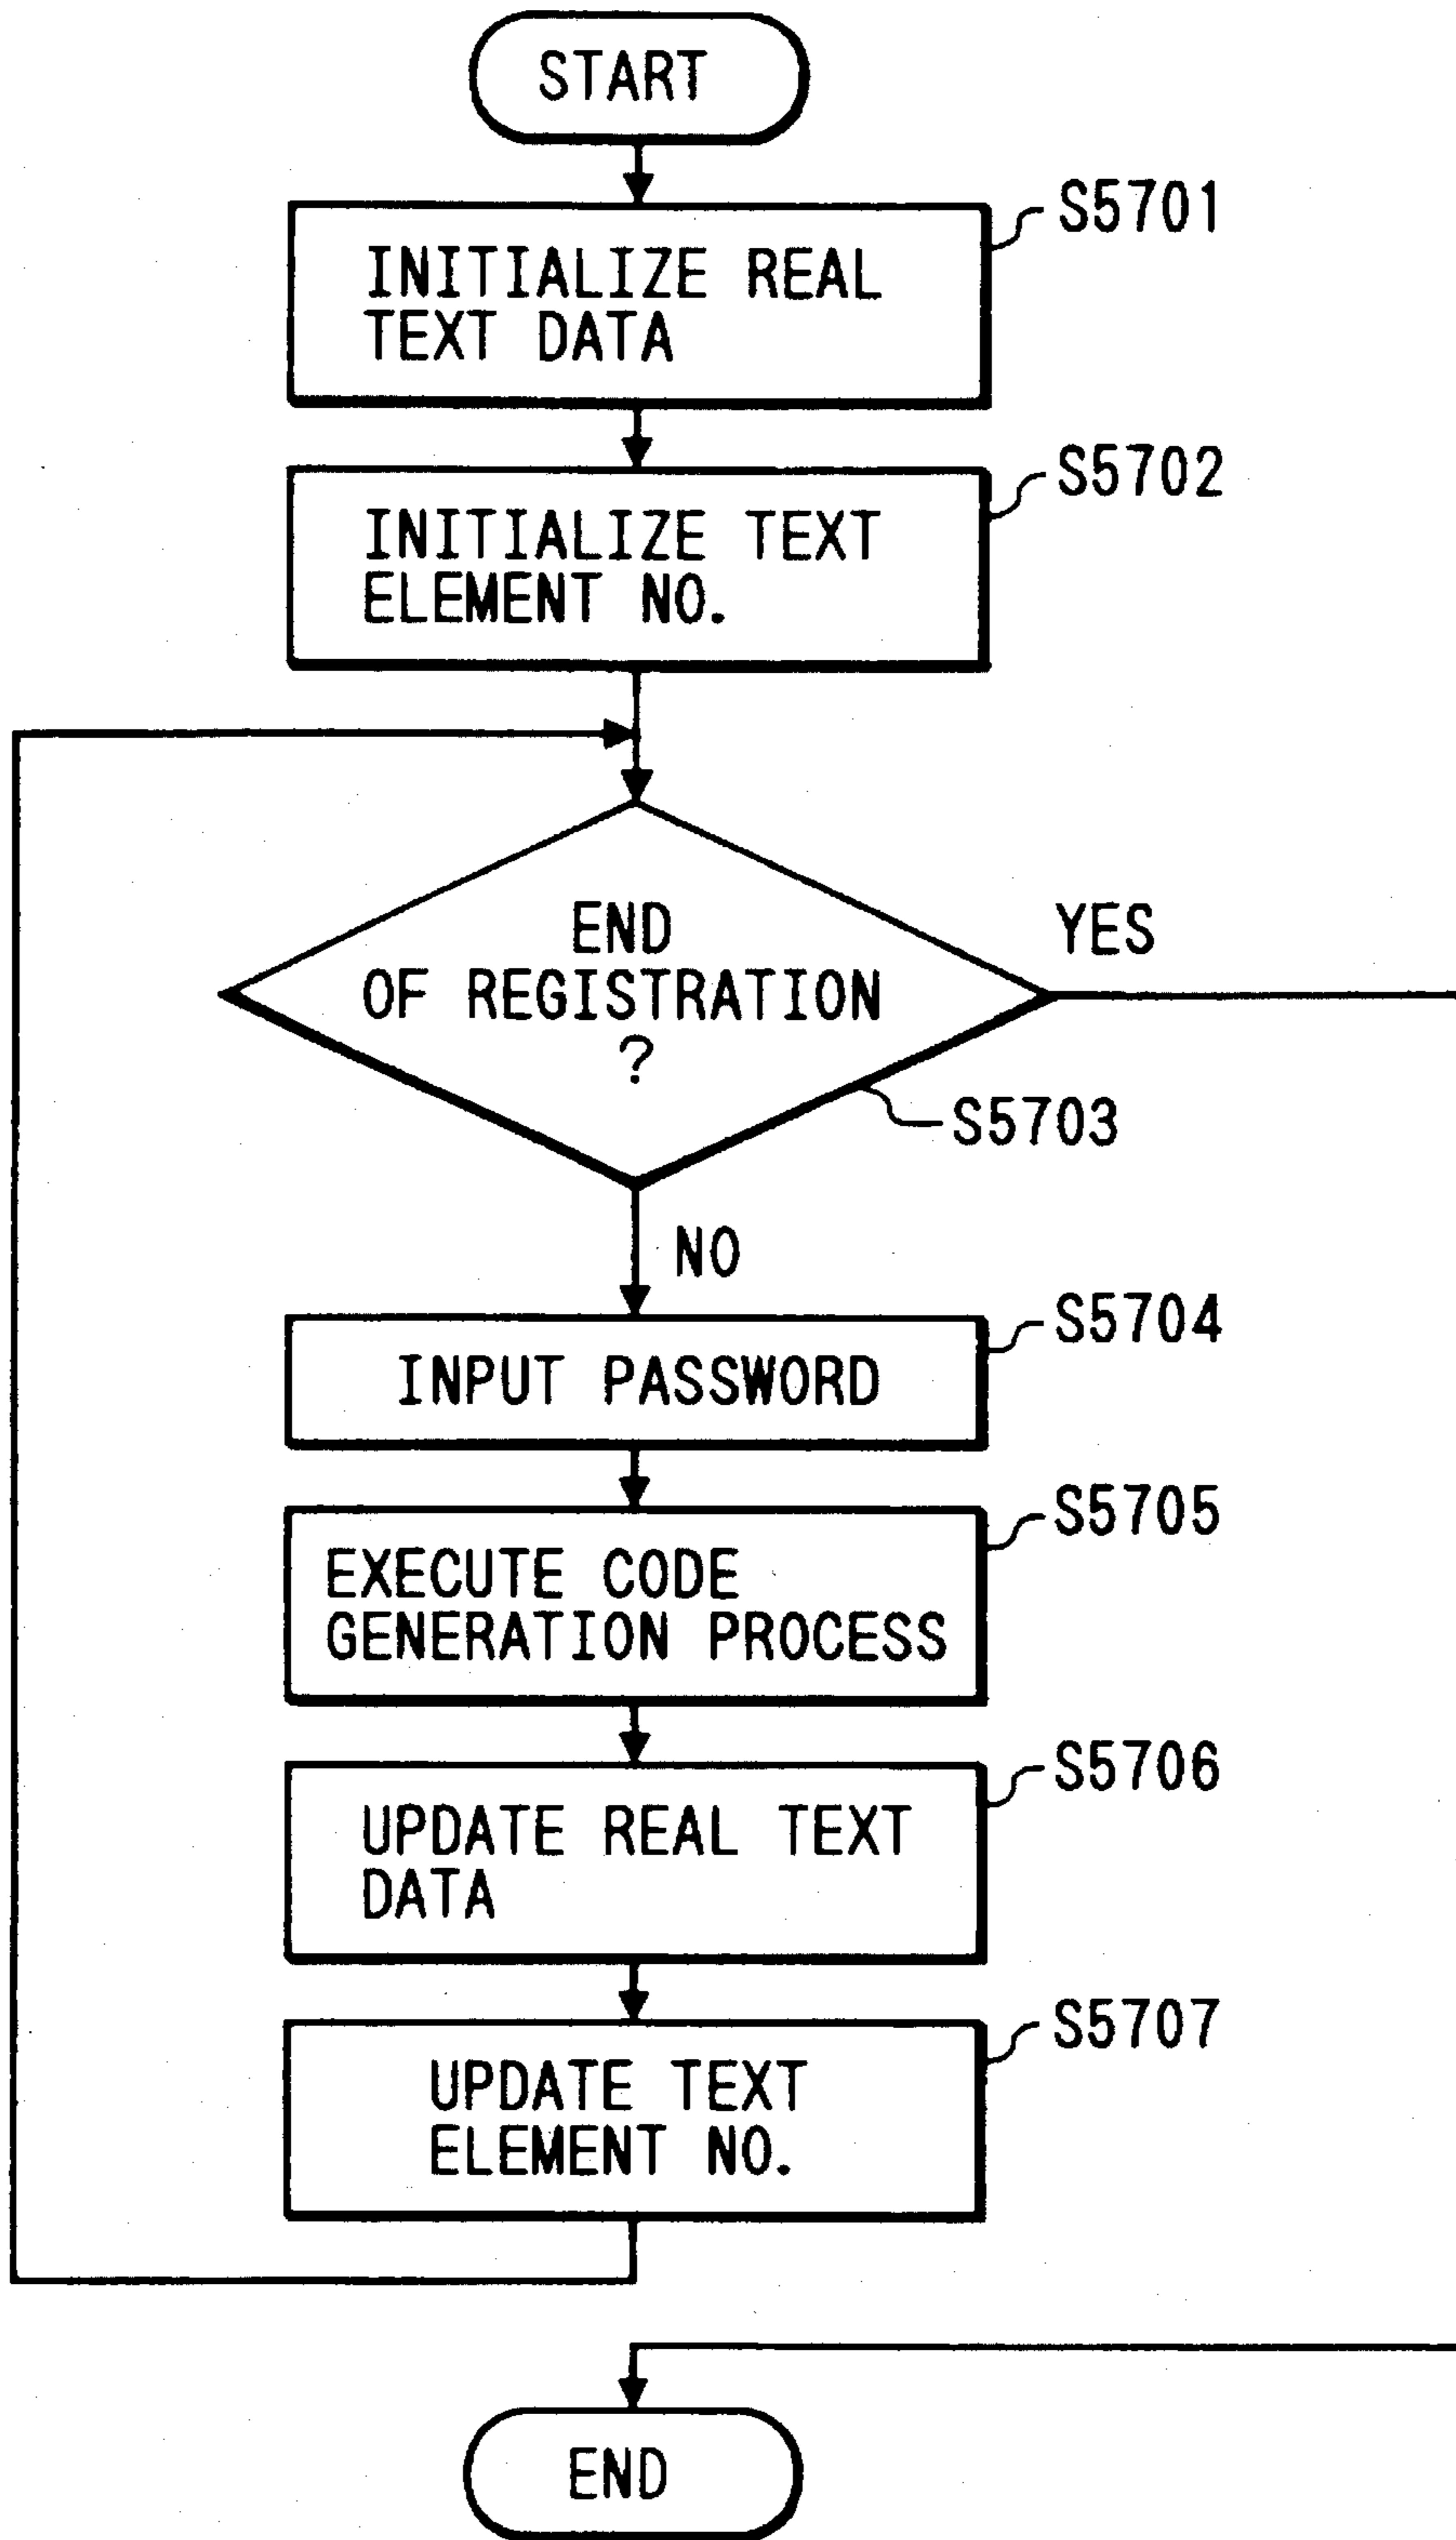 START
S5701
INITIALIZE REAL
TEXT DATA
S5702
INITIALIZE TEXT
ELEMENT NO.
END
OF REGISTRATION
?
YES
S5703
NO
S5704
INPUT PASSWORD
S5705
EXECUTE CODE
GENERATION PROCESS
S5706
UPDATE REAL TEXT
DATA
S5707
UPDATE TEXT
ELEMENT NO.
END